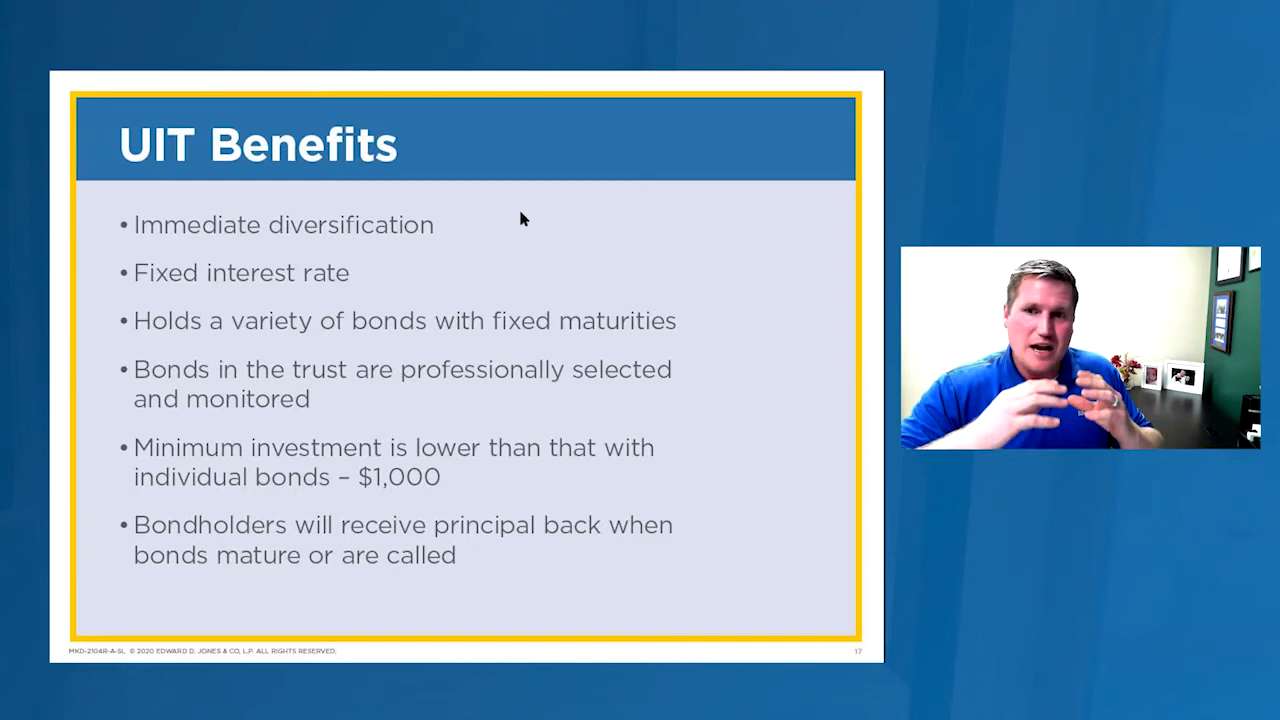 UIT Benefits
• Immediate diversification
• Fixed interest rate
• Holds a variety of bonds with fixed maturities
• Bonds in the trust are professionally selected
and monitored
• Minimum investment is lower than that with
individual bonds – $1,000
• Bondholders will receive principal back when
bonds mature or are called
MKD-2104R-A-SL © 2020 EDWARD D. JONES & CO, L.P. ALL RIGHTS RESERVED.
17